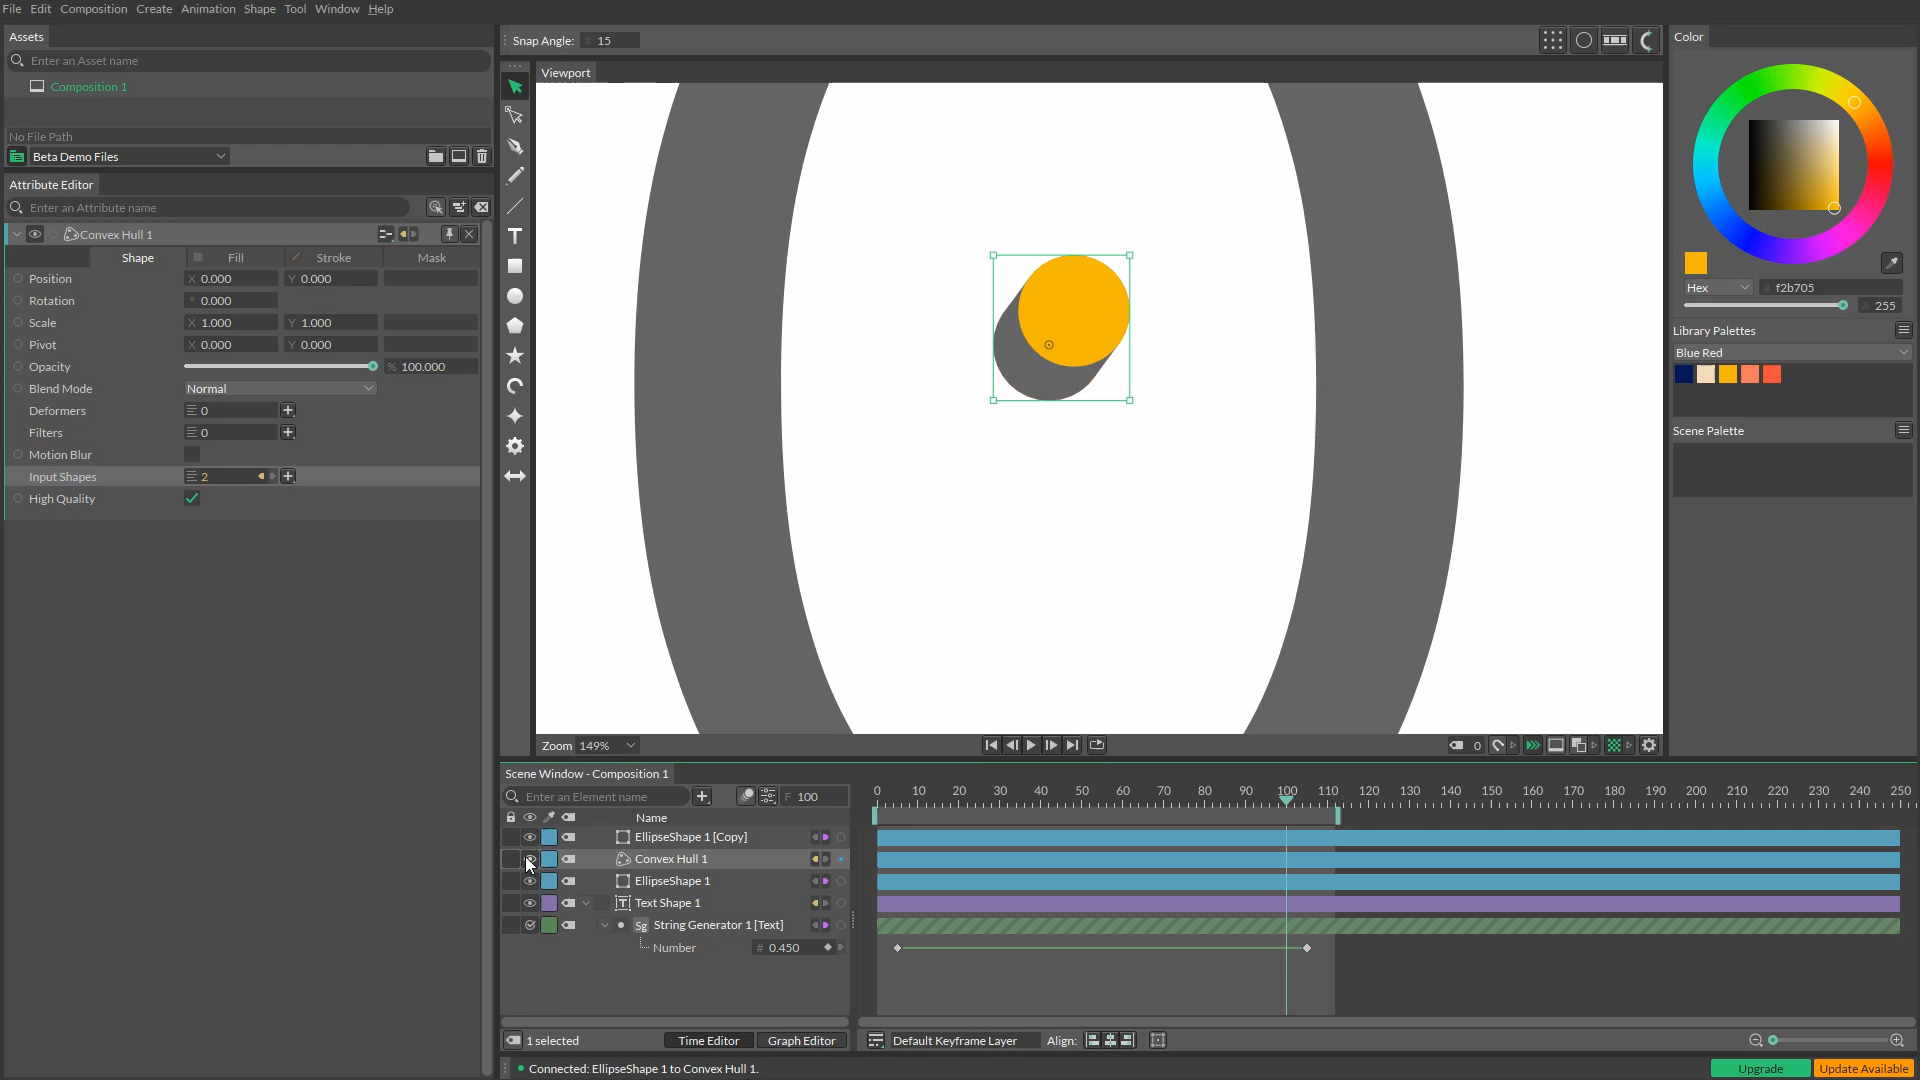 File Edit Composition Create Animation Shape Tool Window Help
Assets
Enter an Asset name
Composition 1
No File Path
Beta Demo Files
Attribute Editor
Enter an Attribute name
Convex Hull 1
Shape Fill Stroke Mask
Position X 0.000 Y 0.000
Rotation ° 0.000
Scale X 1.000 Y 1.000
Pivot X 0.000 Y 0.000
Opacity % 100.000
Blend Mode Normal
Deformers 0
Filters 0
Motion Blur
Input Shapes 2
High Quality
Snap Angle: 15
Viewport
Zoom 149%
0
Color
Hex # f2b705
A 255
Library Palettes
Blue Red
Scene Palette
Scene Window - Composition 1
Enter an Element name F 100
Name
EllipseShape 1 [Copy]
Convex Hull 1
EllipseShape 1
Text Shape 1
Sg String Generator 1 [Text]
Number # 0.450
0 10 20 30 40 50 60 70 80 90 100 110 120 130 140 150 160 170 180 190 200 210 220 230 240 250
1 selected Time Editor Graph Editor Default Keyframe Layer Align:
Connected: EllipseShape 1 to Convex Hull 1.
Upgrade Update Available